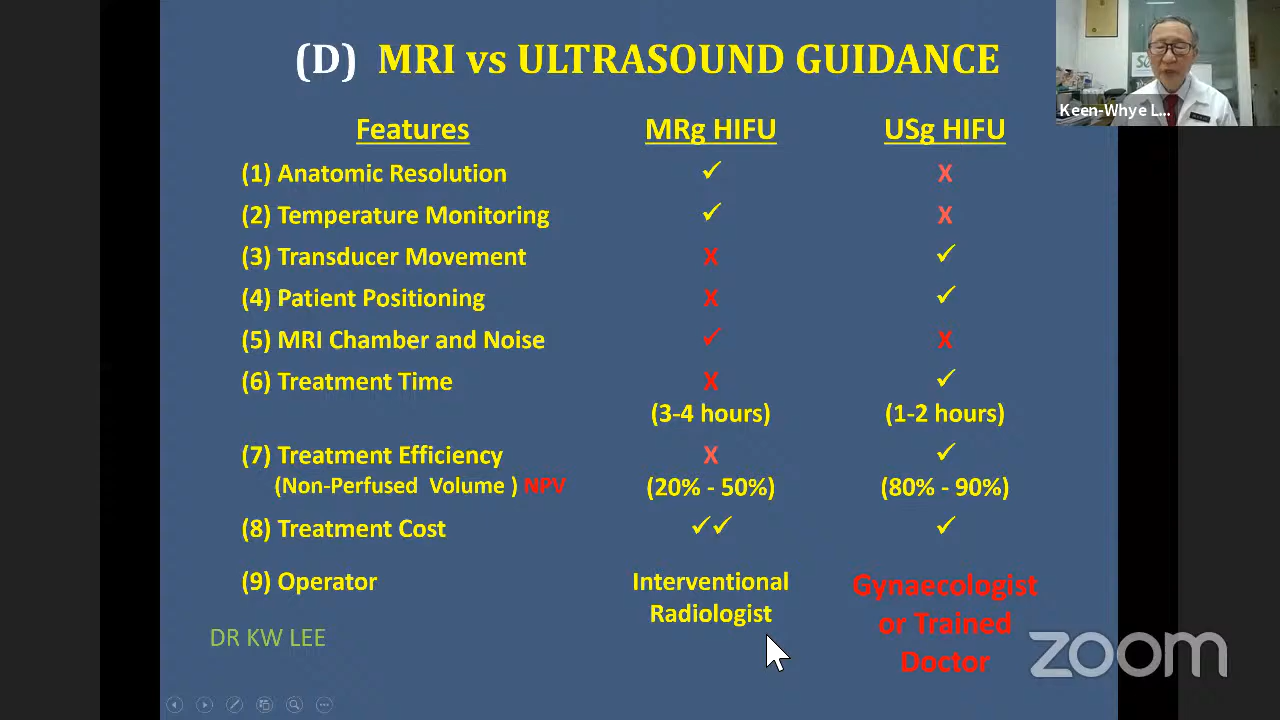 (D) MRI vs ULTRASOUND GUIDANCE
Keen-Whye L...
Features MRg HIFU USg HIFU
(1) Anatomic Resolution ✓ X
(2) Temperature Monitoring ✓ X
(3) Transducer Movement X ✓
(4) Patient Positioning X ✓
(5) MRI Chamber and Noise ✓ X
(6) Treatment Time X ✓
(3-4 hours) (1-2 hours)
(7) Treatment Efficiency X ✓
(Non-Perfused Volume ) NPV (20% - 50%) (80% - 90%)
(8) Treatment Cost ✓✓ ✓
(9) Operator Interventional Gynaecologist
Radiologist or Trained
Doctor
DR KW LEE
zoom